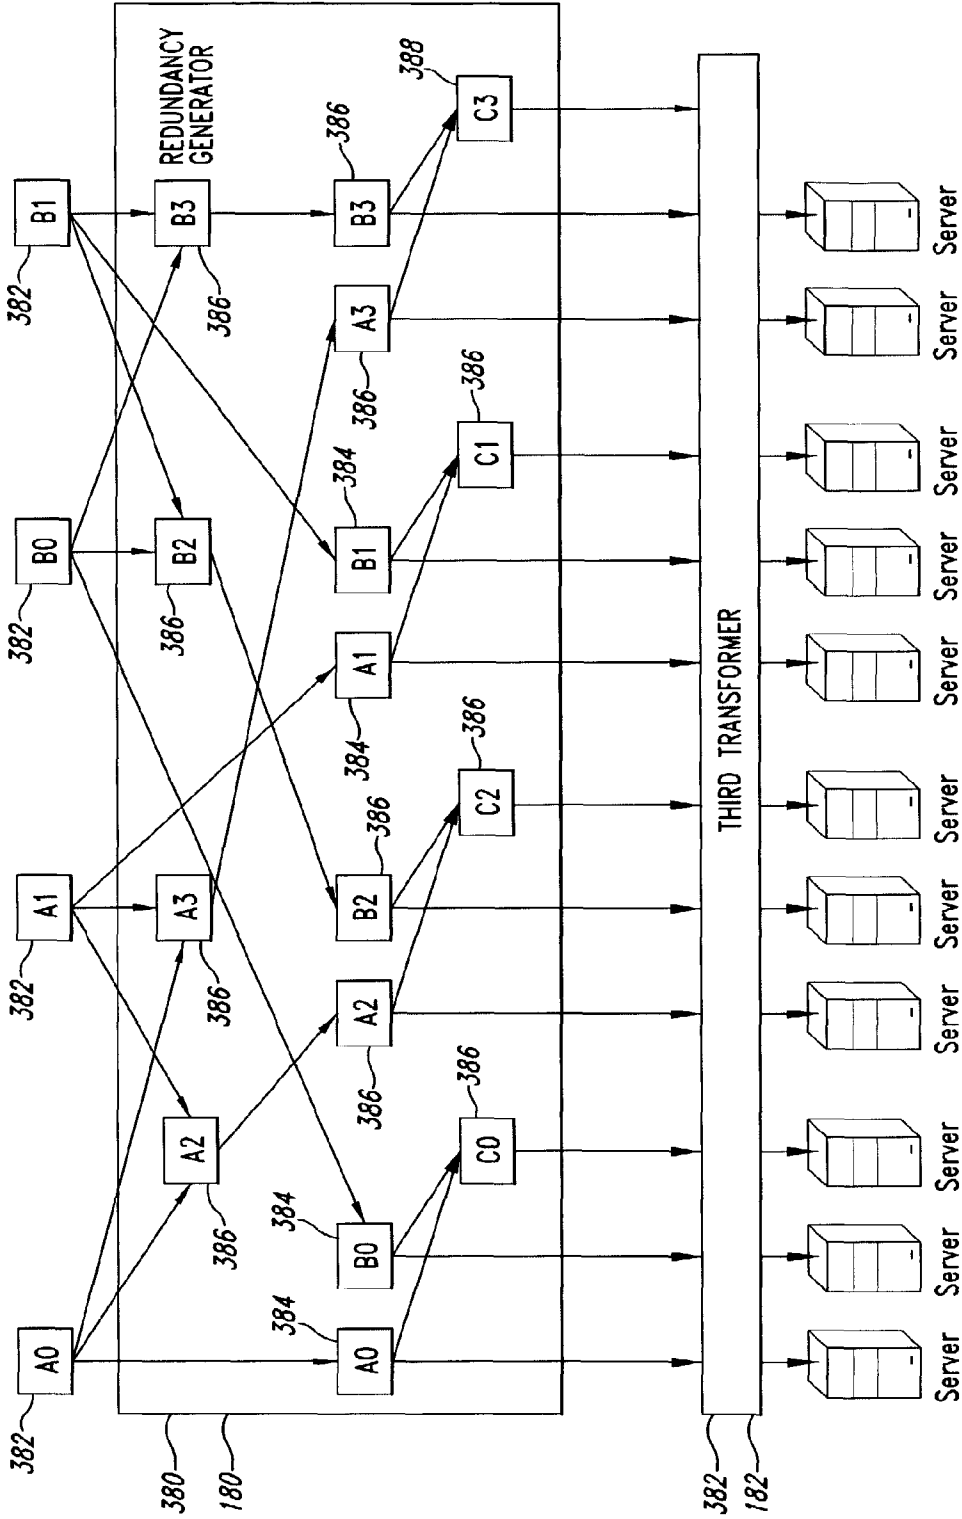 382
382
382
382
A0
A1
B0
B1
380
386
REDUNDANCY
GENERATOR
A2
A3
B2
B3
386
386
386
180
384
384
386
386
384
384
386
386
A0
B0
A2
B2
A1
B1
A3
B3
386
386
386
388
C0
C2
C1
C3
382
THIRD TRANSFORMER
182
Server
Server
Server
Server
Server
Server
Server
Server
Server
Server
Server